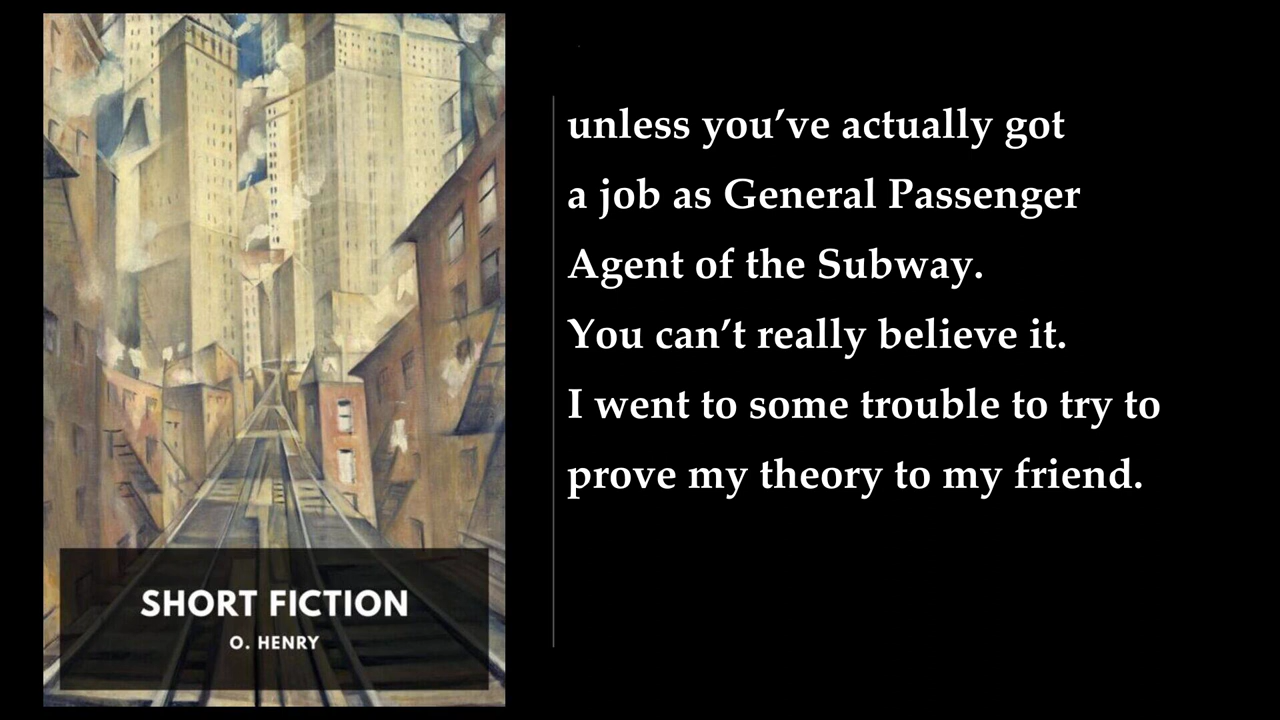 unless you’ve actually got
a job as General Passenger
Agent of the Subway.
You can’t really believe it.
I went to some trouble to try to
prove my theory to my friend.
SHORT FICTION
O. HENRY